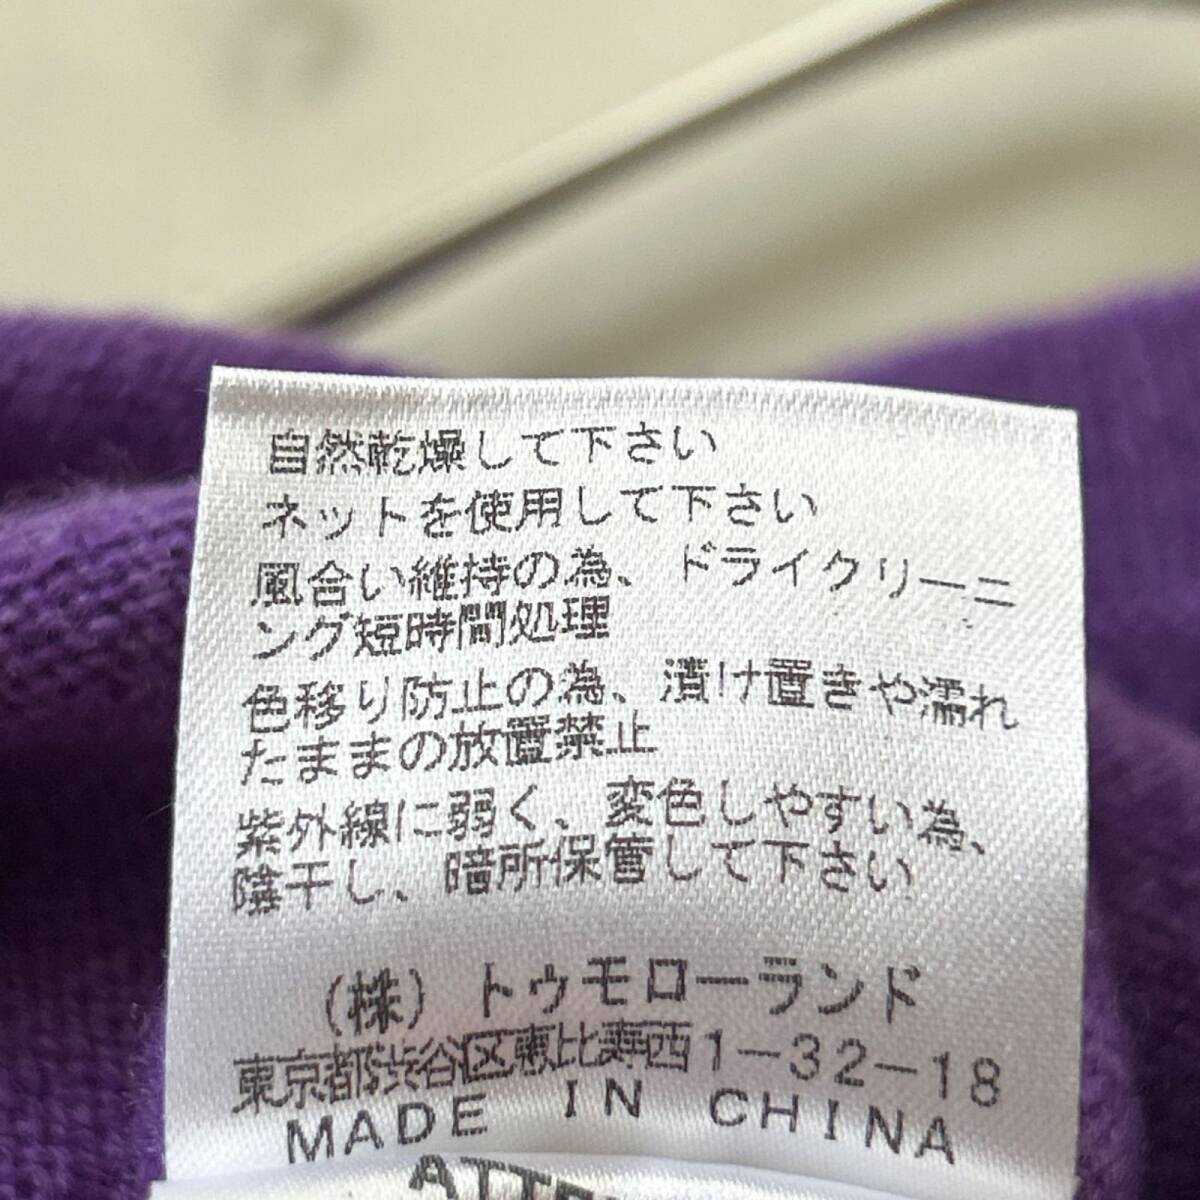 自然乾燥して下さい
ネットを使用して下さい
風合い維持の為、ドライクリーニ
ング短時間処理
色移り防止の為、漬け置きや濡れ
たままの放置禁止
紫外線に弱く、変色しやすい為、
陰干し、暗所保管して下さい
(株)トゥモローランド
東京都渋谷区恵比寿西1-32-18
MADE IN CHINA